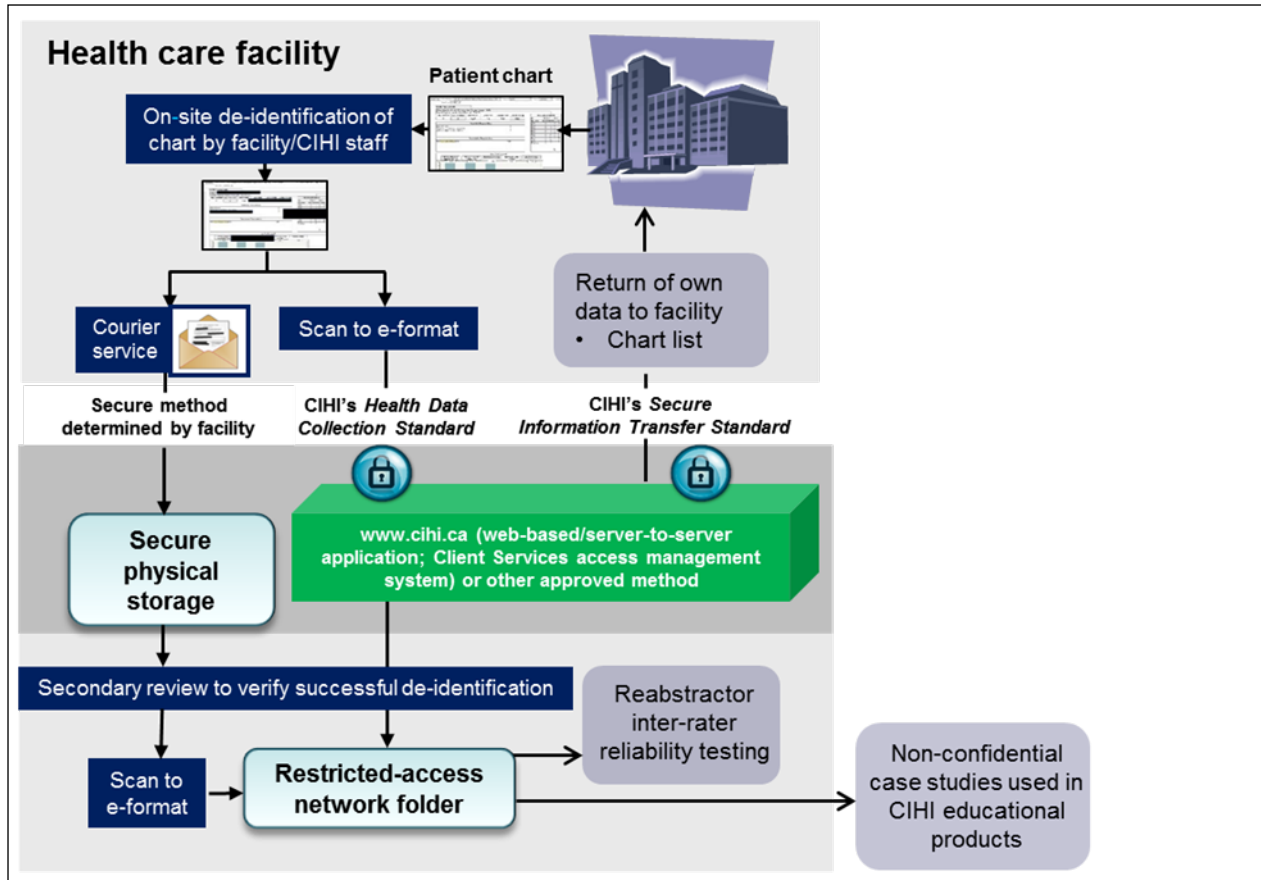 Health care facility
Patient chart
On-site de-identification of
chart by facility/CIHI staff
Courier
service
Scan to e-format
Return of own
data to facility
• Chart list
Secure method
determined by facility
CIHI's Health Data
Collection Standard
CIHI's Secure
Information Transfer Standard
Secure
physical
storage
www.cihi.ca (web-based/server-to-server
application; Client Services access management
system) or other approved method
Secondary review to verify successful de-identification
Reabstractor
inter-rater
reliability testing
Scan to
e-format
Restricted-access
network folder
Non-confidential
case studies used in
CIHI educational
products